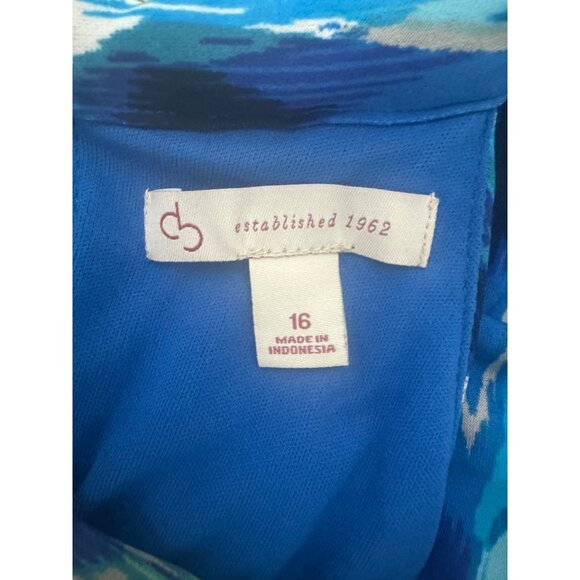 db
established 1962
16
MADE IN
INDONESIA